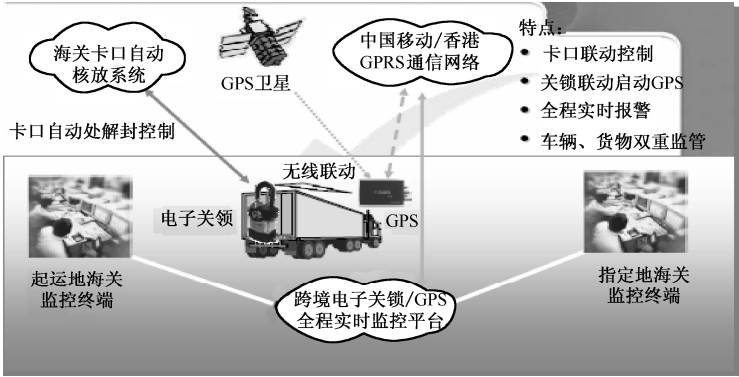 海关卡口自动
核放系统
GPS卫星
中国移动/香港
GPRS通信网络
特点：
• 卡口联动控制
• 关锁联动启动GPS
• 全程实时报警
• 车辆、货物双重监管
卡口自动处解封控制
无线联动
电子关领
GPS
起运地海关
监控终端
指定地海关
监控终端
跨境电子关锁/GPS
全程实时监控平台